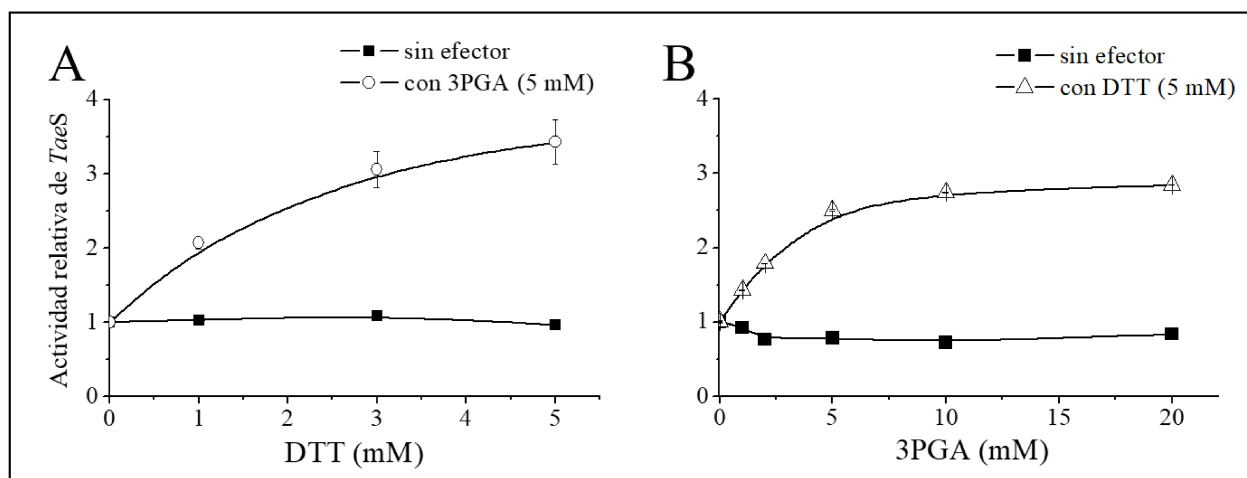 A
sin efector
con 3PGA (5 mM)
Actividad relativa de TaeS
4
3
2
1
0
0 1 2 3 4 5
DTT (mM)
B
sin efector
con DTT (5 mM)
4
3
2
1
0
0 5 10 15 20
3PGA (mM)